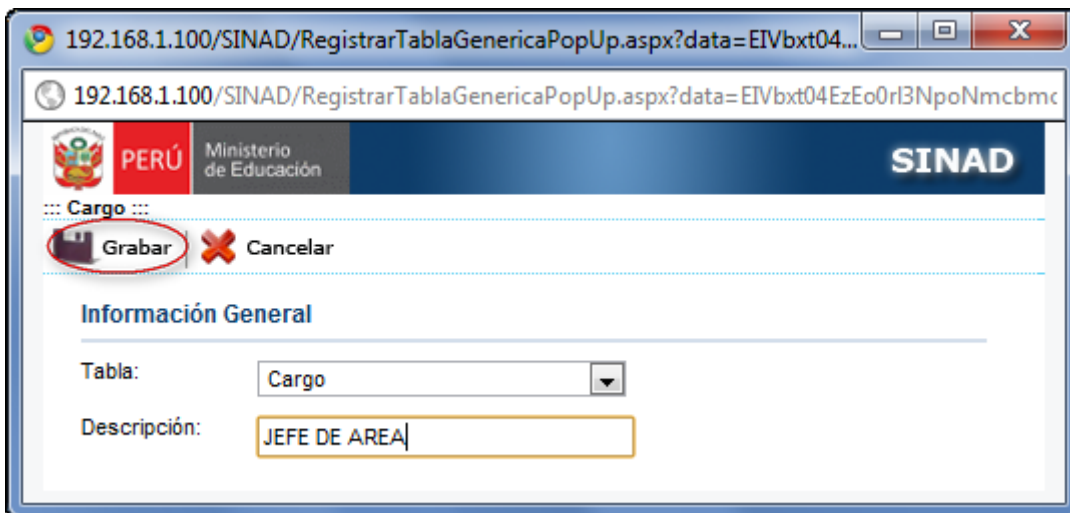 192.168.1.100/SINAD/RegistrarTablaGenericaPopUp.aspx?data=EIVbxt04...
192.168.1.100/SINAD/RegistrarTablaGenericaPopUp.aspx?data=EIVbxt04EzEo0rl3NpoNmcbmc
PERÚ
Ministerio
de Educación
SINAD
::: Cargo :::
Grabar
Cancelar
Información General
Tabla:
Cargo
Descripción:
JEFE DE AREA